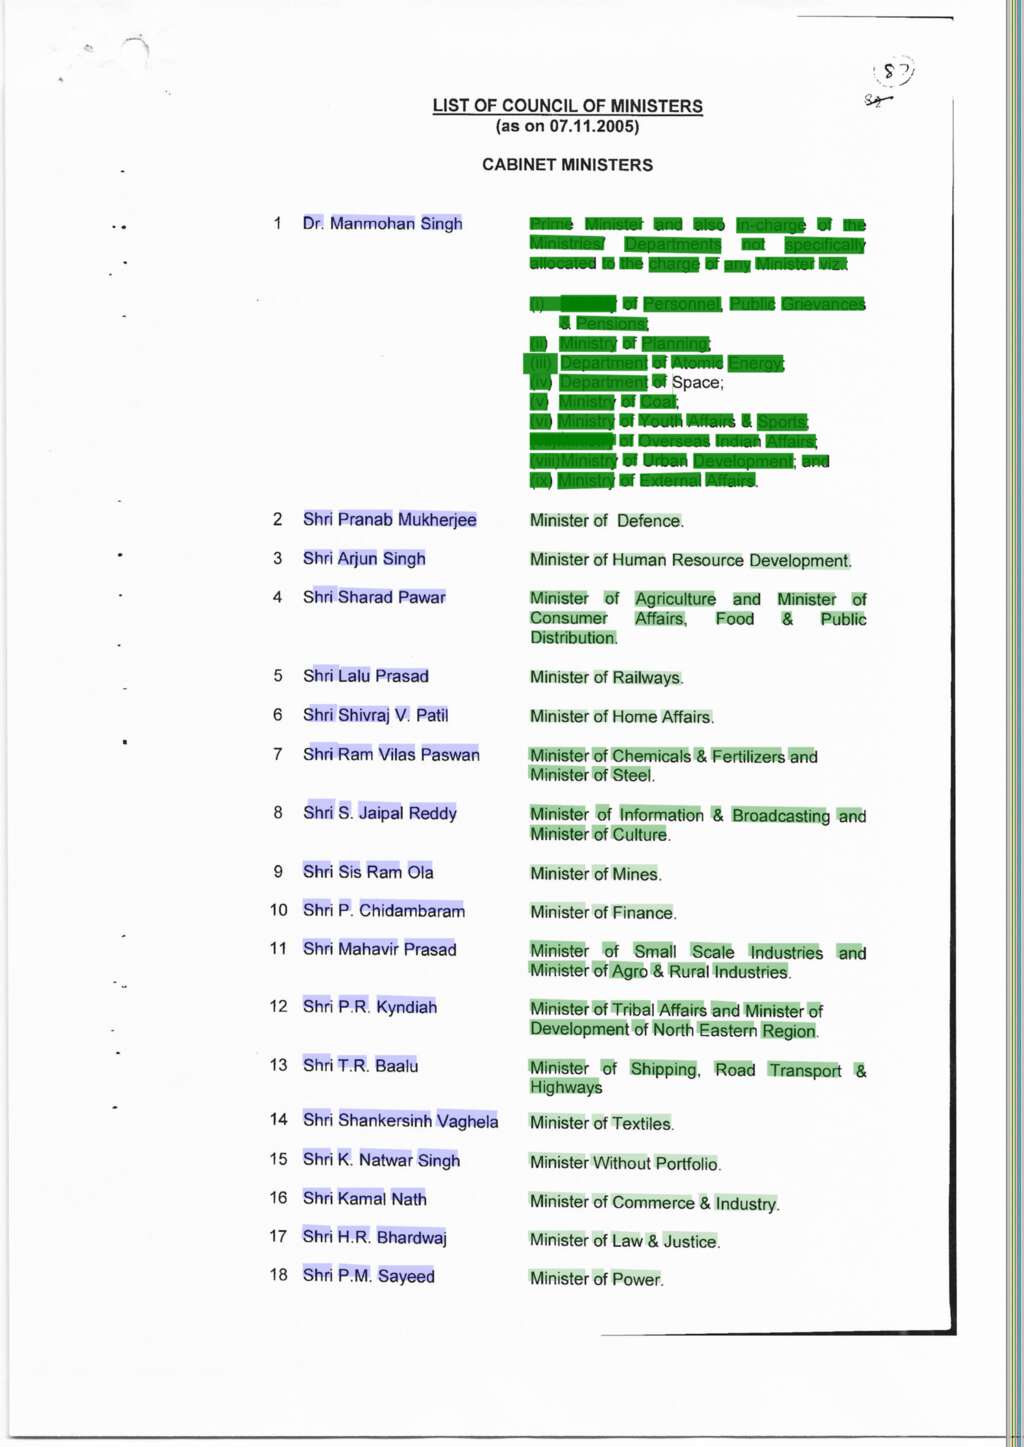 87
82
LIST OF COUNCIL OF MINISTERS
(as on 07.11.2005)
CABINET MINISTERS
1 Dr. Manmohan Singh Prime Minister and also in-charge of the
Ministries/ Departments not specifically
allocated to the charge of any Minister viz.:
(i) of Personnel, Public Grievances
& Pensions;
(ii) Ministry of Planning;
(iii) Department of Atomic Energy;
(iv) Department of Space;
(v) Ministry of Coal;
(vi) Ministry of Youth Affairs & Sports;
of Overseas Indian Affairs;
(viii)Ministry of Urban Development; and
(ix) Ministry of External Affairs.
2 Shri Pranab Mukherjee Minister of Defence.
3 Shri Arjun Singh Minister of Human Resource Development.
4 Shri Sharad Pawar Minister of Agriculture and Minister of
Consumer Affairs, Food & Public
Distribution.
5 Shri Lalu Prasad Minister of Railways.
6 Shri Shivraj V. Patil Minister of Home Affairs.
7 Shri Ram Vilas Paswan Minister of Chemicals & Fertilizers and
Minister of Steel.
8 Shri S. Jaipal Reddy Minister of Information & Broadcasting and
Minister of Culture.
9 Shri Sis Ram Ola Minister of Mines.
10 Shri P. Chidambaram Minister of Finance.
11 Shri Mahavir Prasad Minister of Small Scale Industries and
Minister of Agro & Rural Industries.
12 Shri P.R. Kyndiah Minister of Tribal Affairs and Minister of
Development of North Eastern Region.
13 Shri T.R. Baalu Minister of Shipping, Road Transport &
Highways
14 Shri Shankersinh Vaghela Minister of Textiles.
15 Shri K. Natwar Singh Minister Without Portfolio.
16 Shri Kamal Nath Minister of Commerce & Industry.
17 Shri H.R. Bhardwaj Minister of Law & Justice.
18 Shri P.M. Sayeed Minister of Power.